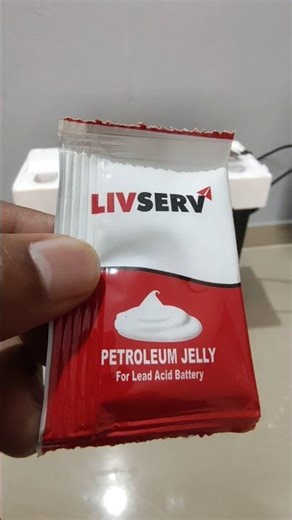 LIVSERV
PETROLEUM JELLY
For Lead Acid Battery